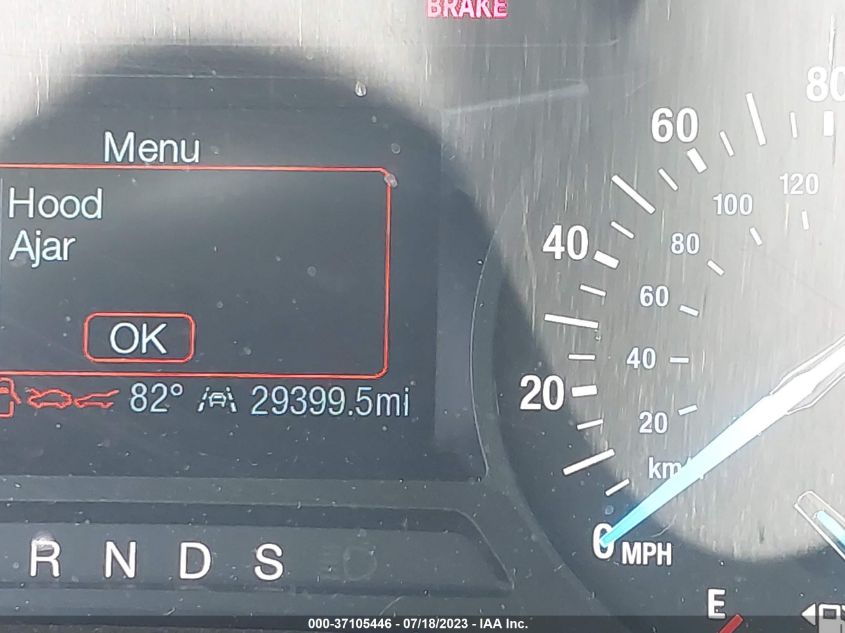 BRAKE
Menu
Hood
Ajar
OK
82° 29399.5mi
R N D S
0 20 40 60 80
20 40 60 80 100 120
km/h
MPH
E
000-37105446 - 07/18/2023 - IAA Inc.